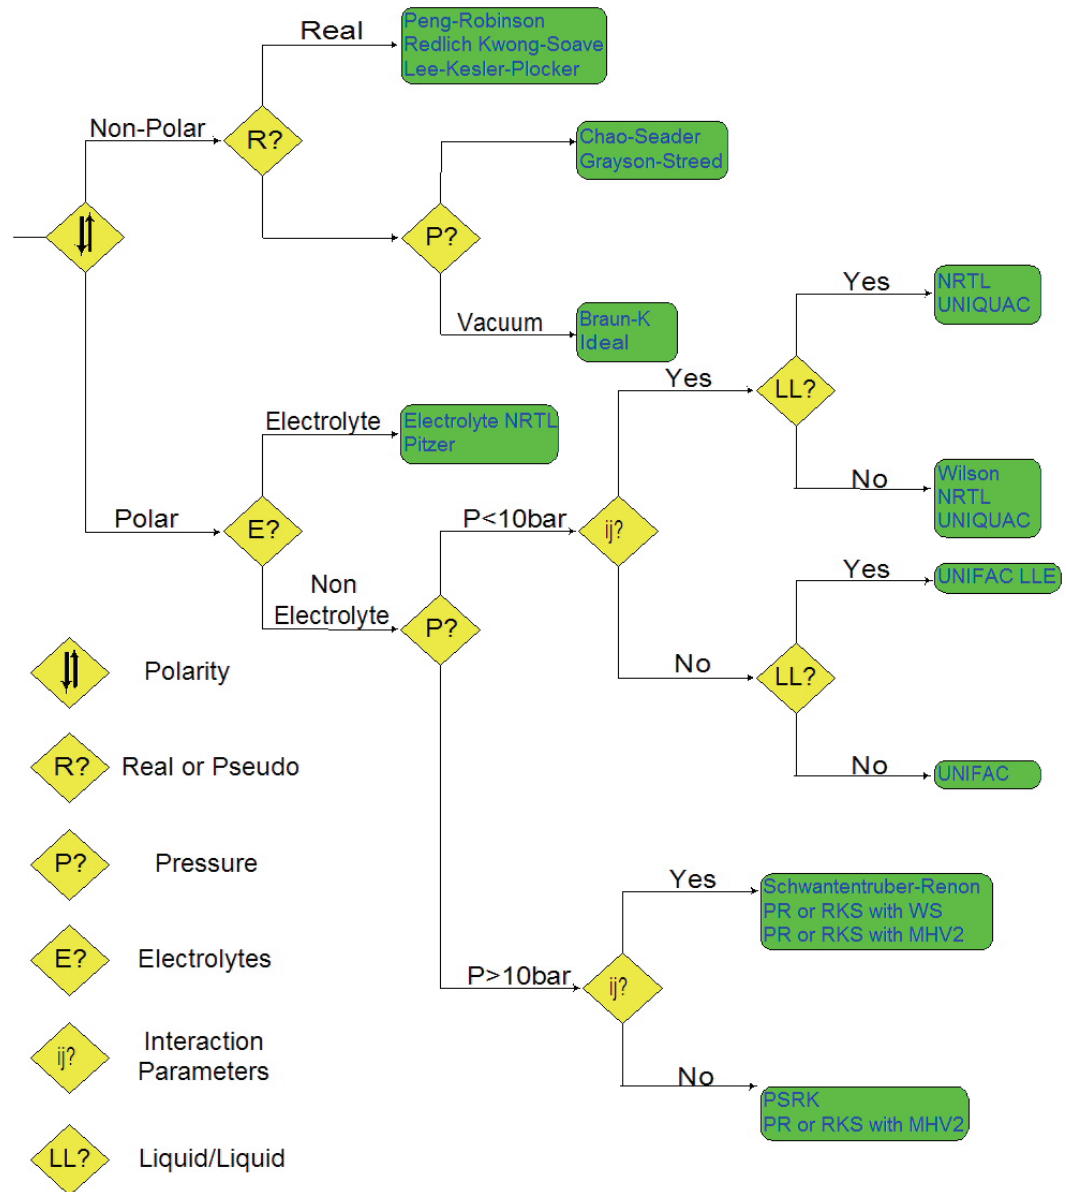 Real
Peng-Robinson
Redlich Kwong-Soave
Lee-Kesler-Plocker
Non-Polar
R?
Chao-Seader
Grayson-Streed
P?
Vacuum
Braun-K
Ideal
Yes
NRTL
UNIQUAC
Yes
LL?
Electrolyte
Electrolyte NRTL
Pitzer
No
Wilson
NRTL
UNIQUAC
Polar
E?
P<10bar
ij?
Non
Electrolyte
P?
Yes
UNIFAC LLE
No
LL?
No
UNIFAC
Polarity
R?
Real or Pseudo
P?
Pressure
Yes
Schwantentruber-Renon
PR or RKS with WS
PR or RKS with MHV2
E?
Electrolytes
P>10bar
ij?
ij?
Interaction
Parameters
No
PSRK
PR or RKS with MHV2
LL?
Liquid/Liquid